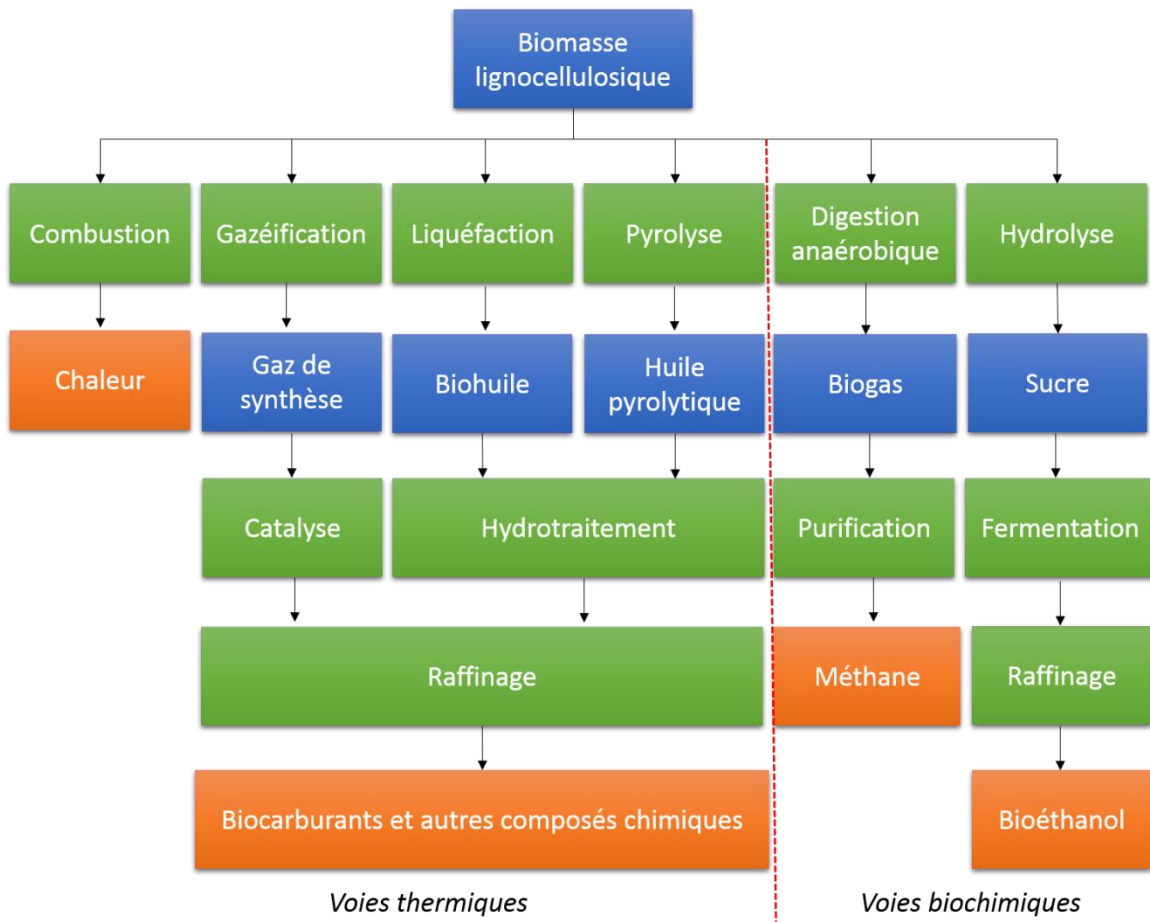 Biomasse
lignocellulosique
Combustion
Gazéification
Liquéfaction
Pyrolyse
Digestion
anaérobique
Hydrolyse
Chaleur
Gaz de
synthèse
Biohuile
Huile
pyrolytique
Biogas
Sucre
Catalyse
Hydrotraitement
Purification
Fermentation
Raffinage
Méthane
Raffinage
Biocarburants et autres composés chimiques
Bioéthanol
Voies thermiques
Voies biochimiques